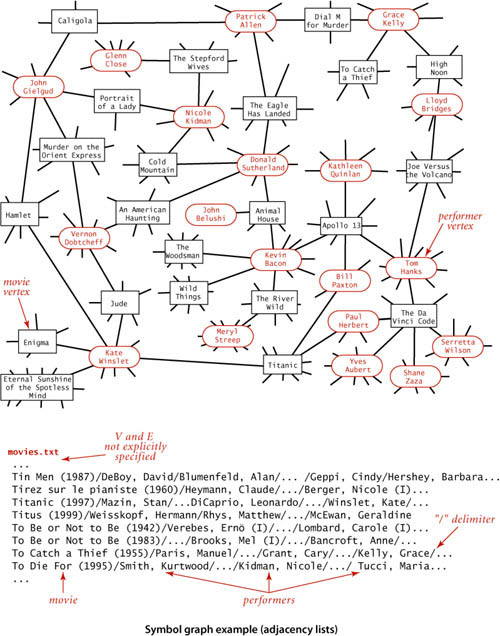 Caligola
Patrick
Allen
Dial M
for Murder
Grace
Kelly
Glenn
Close
The Stepford
Wives
To Catch
a Thief
High
Noon
John
Gielgud
Portrait
of a Lady
Nicole
Kidman
The Eagle
Has Landed
Lloyd
Bridges
Murder on the
Orient Express
Cold
Mountain
Donald
Sutherland
Kathleen
Quinlan
Joe Versus
the Volcano
Hamlet
An American
Haunting
John
Belushi
Animal
House
Apollo 13
performer
vertex
Vernon
Dobtcheff
The
Woodsman
Kevin
Bacon
Tom
Hanks
movie
vertex
Jude
Wild
Things
The River
Wild
Bill
Paxton
Paul
Herbert
The Da
Vinci Code
Enigma
Meryl
Streep
Kate
Winslet
Titanic
Yves
Aubert
Shane
Zaza
Serretta
Wilson
Eternal Sunshine
of the Spotless
Mind
movies.txt
V and E
not explicitly
specified
...
Tin Men (1987)/DeBoy, David/Blumenfeld, Alan/... /Geppi, Cindy/Hershey, Barbara...
Tirez sur le pianiste (1960)/Heymann, Claude/.../Berger, Nicole (I)...
Titanic (1997)/Mazin, Stan/...DiCaprio, Leonardo/.../Winslet, Kate/...
Titus (1999)/Weisskopf, Hermann/Rhys, Matthew/.../McEwan, Geraldine
To Be or Not to Be (1942)/Verebes, Ernö (I)/.../Lombard, Carole (I)...
To Be or Not to Be (1983)/.../Brooks, Mel (I)/.../Bancroft, Anne/...
To Catch a Thief (1955)/Paris, Manuel/.../Grant, Cary/.../Kelly, Grace/...
To Die For (1995)/Smith, Kurtwood/.../Kidman, Nicole/.../ Tucci, Maria...
...
"/" delimiter
movie
performers
Symbol graph example (adjacency lists)